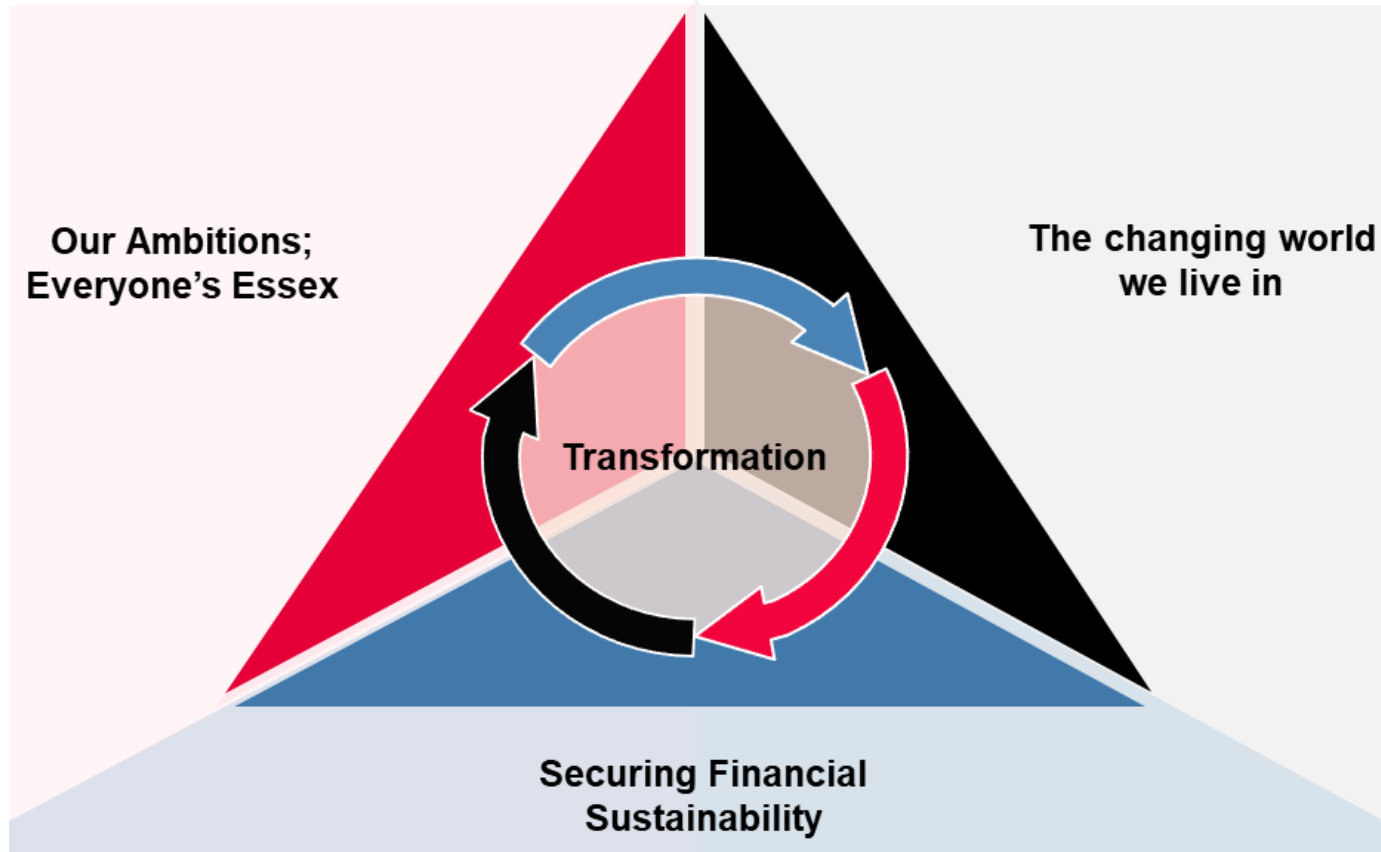 Our Ambitions;
Everyone’s Essex
The changing world
we live in
Transformation
Securing Financial
Sustainability